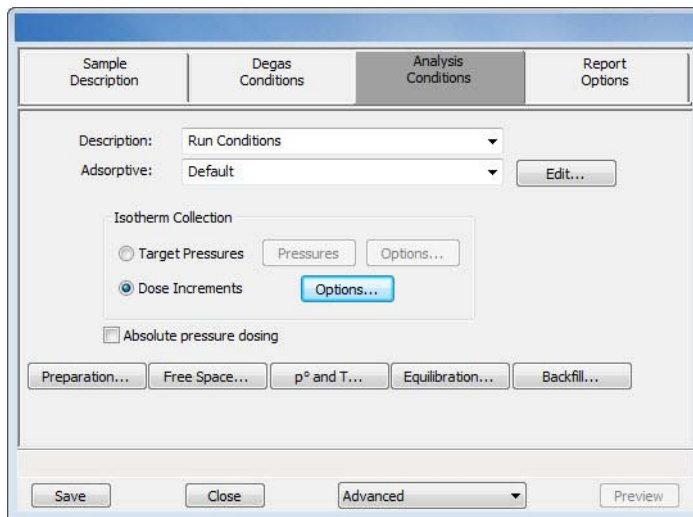 Sample
Description
Degas
Conditions
Analysis
Conditions
Report
Options
Description: Run Conditions
Adsorptive: Default Edit...
Isotherm Collection
Target Pressures Pressures Options...
Dose Increments Options...
Absolute pressure dosing
Preparation... Free Space... p° and T... Equilibration... Backfill...
Save Close Advanced Preview